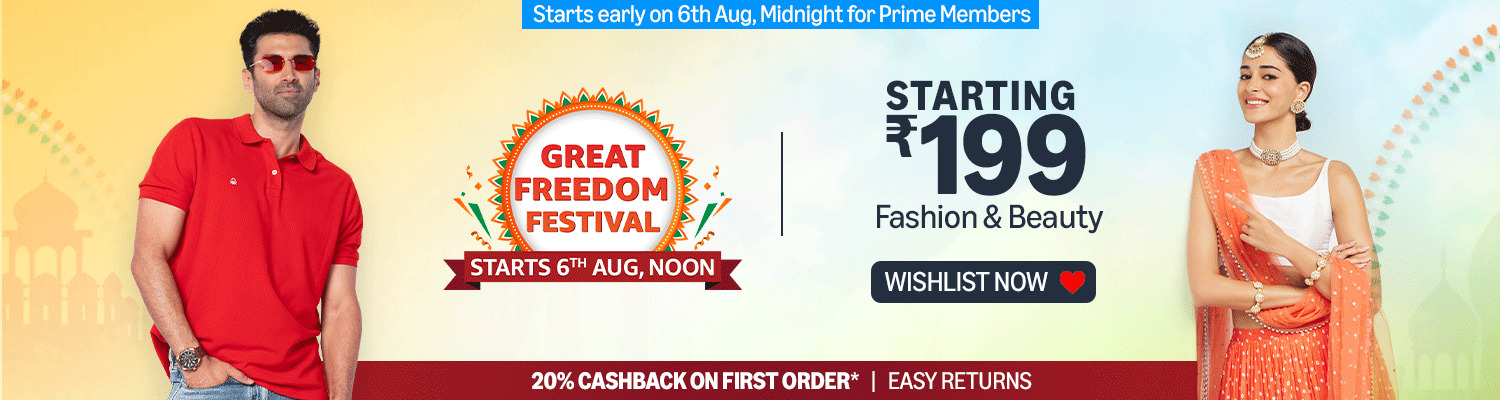 Starts early on 6th Aug, Midnight for Prime Members
GREAT
FREEDOM
FESTIVAL
STARTS 6TH AUG, NOON
STARTING
₹199
Fashion & Beauty
WISHLIST NOW
20% CASHBACK ON FIRST ORDER* | EASY RETURNS